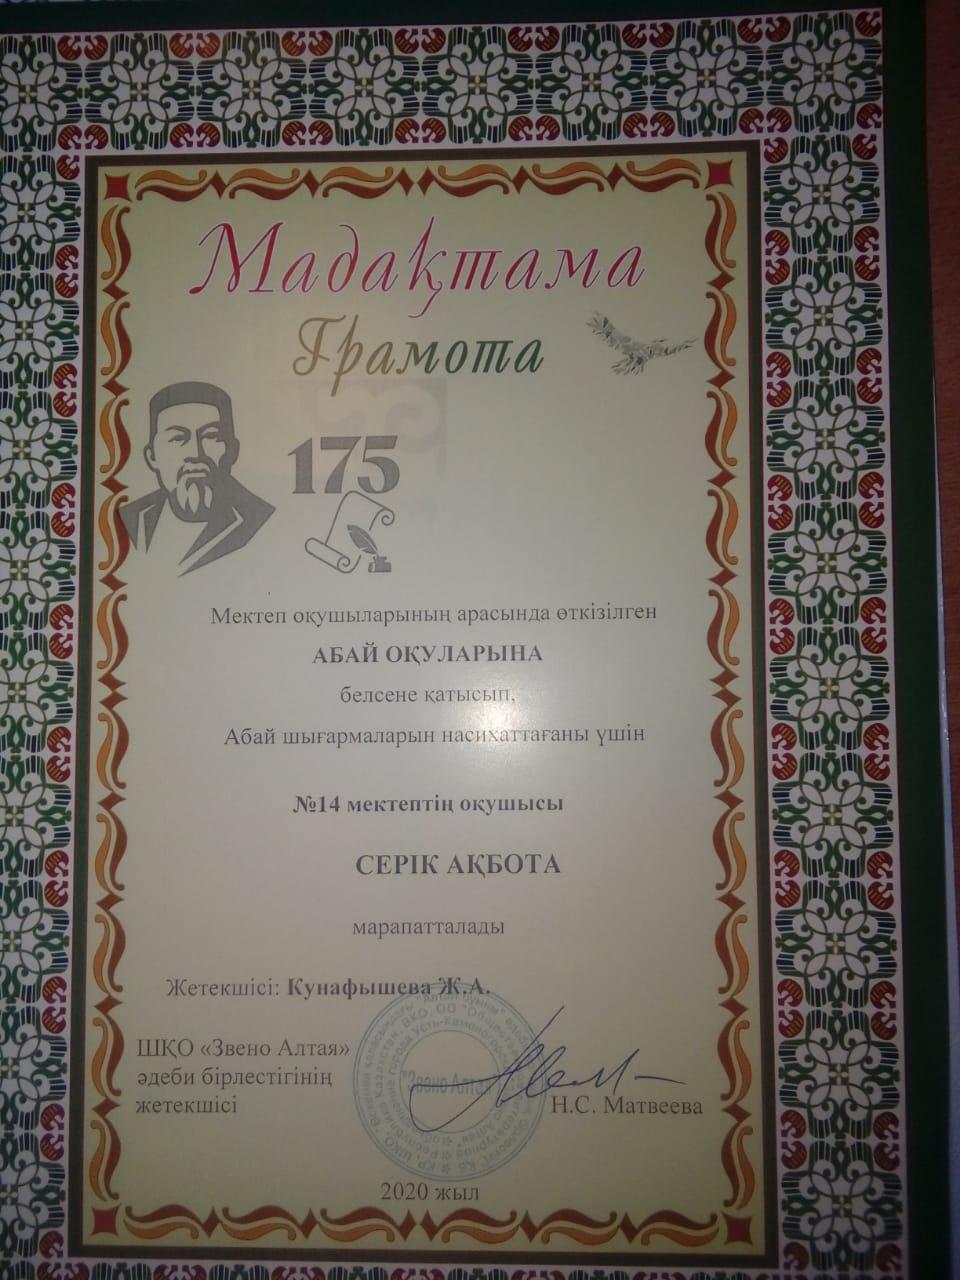 Мадақтама
Грамота
175
Мектеп оқушыларының арасында өткізілген
АБАЙ ОҚУЛАРЫНА
белсене қатысып,
Абай шығармаларын насихаттағаны үшін
№14 мектептің оқушысы
СЕРІК АҚБОТА
марапатталады
Жетекшісі: Кунафышева Ж.А.
ШҚО «Звено Алтая»
әдеби бірлестігінің
жетекшісі
Н.С. Матвеева
2020 жыл